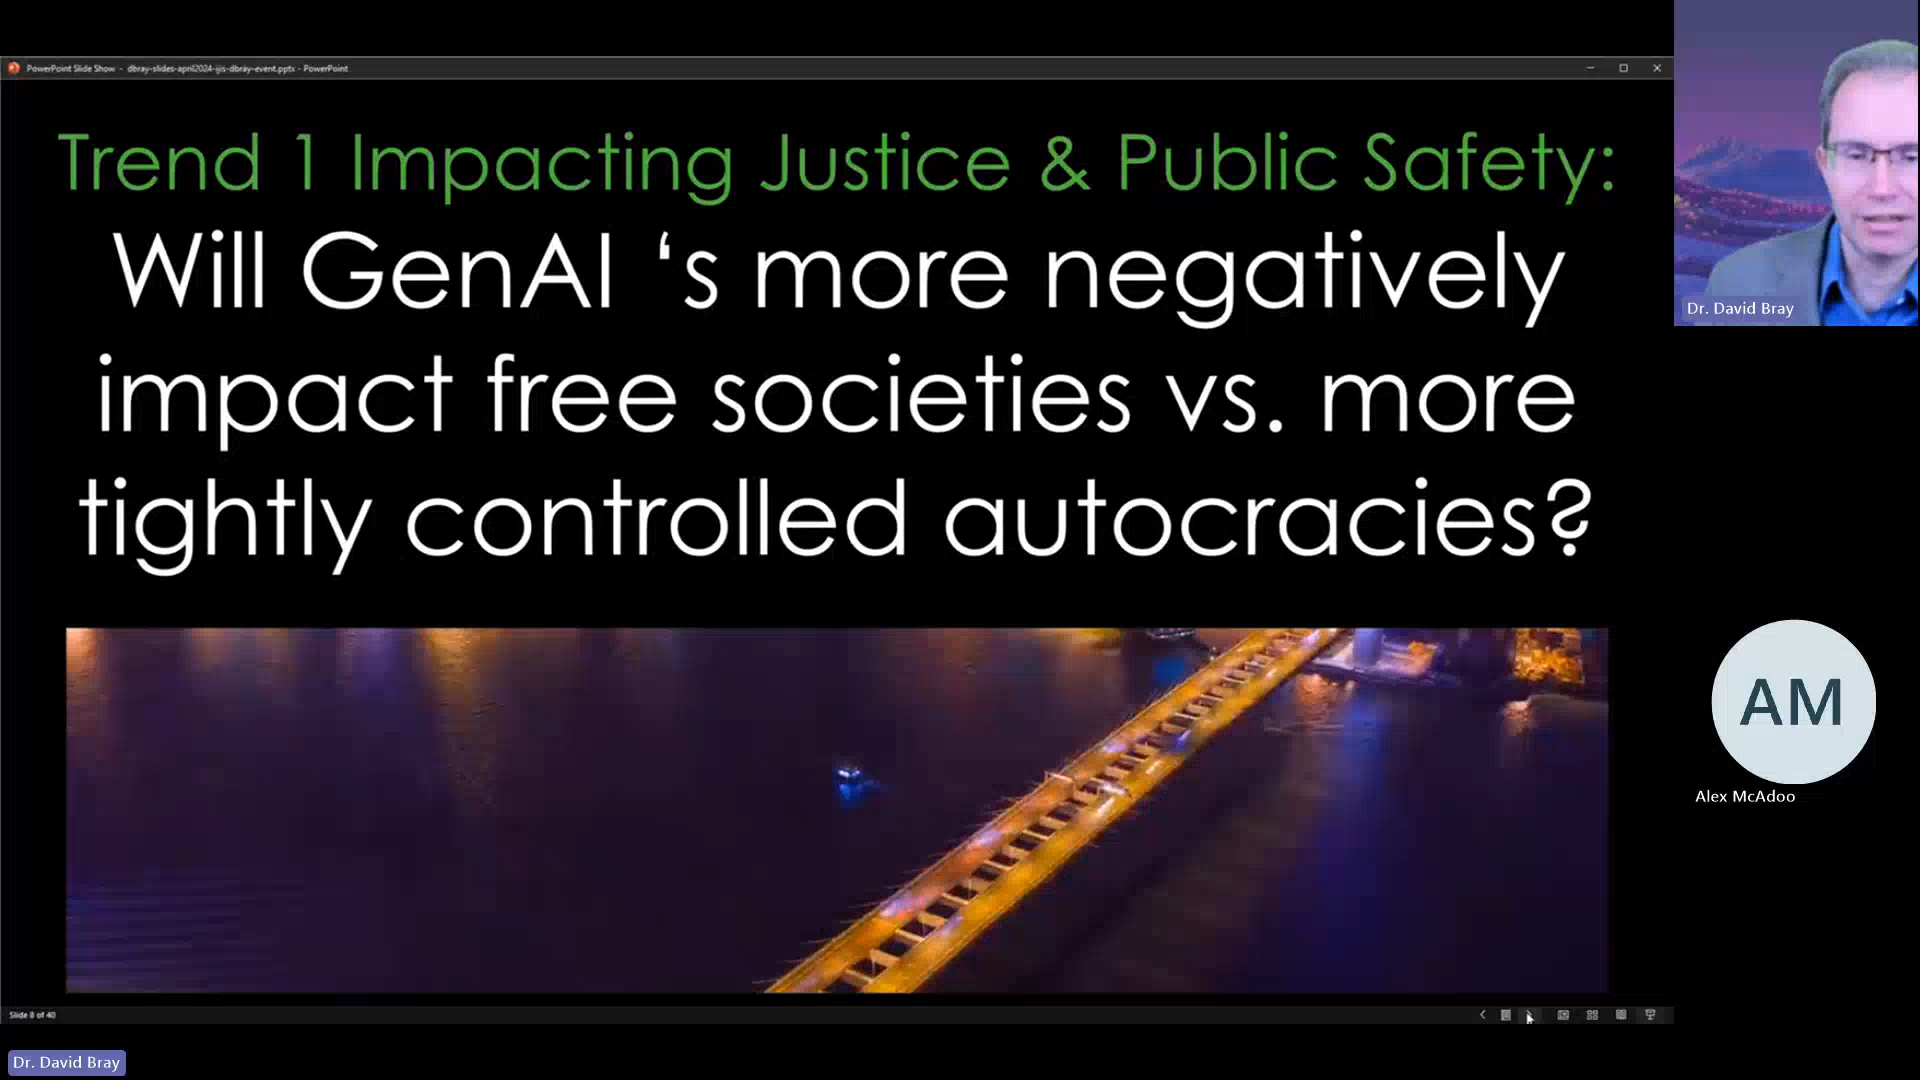 PowerPoint Slide Show - dbray-slides-april2024-ijis-dbray-event.pptx - PowerPoint
Trend 1 Impacting Justice & Public Safety:
Will GenAI ‘s more negatively
impact free societies vs. more
tightly controlled autocracies?
Dr. David Bray
AM
Alex McAdoo
Slide 8 of 40
Dr. David Bray